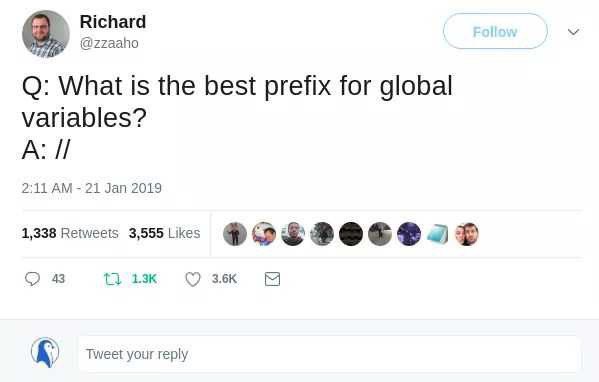 Richard
@zzaaho
Follow
Q: What is the best prefix for global
variables?
A: //
2:11 AM - 21 Jan 2019
1,338 Retweets 3,555 Likes
43 1.3K 3.6K
Tweet your reply